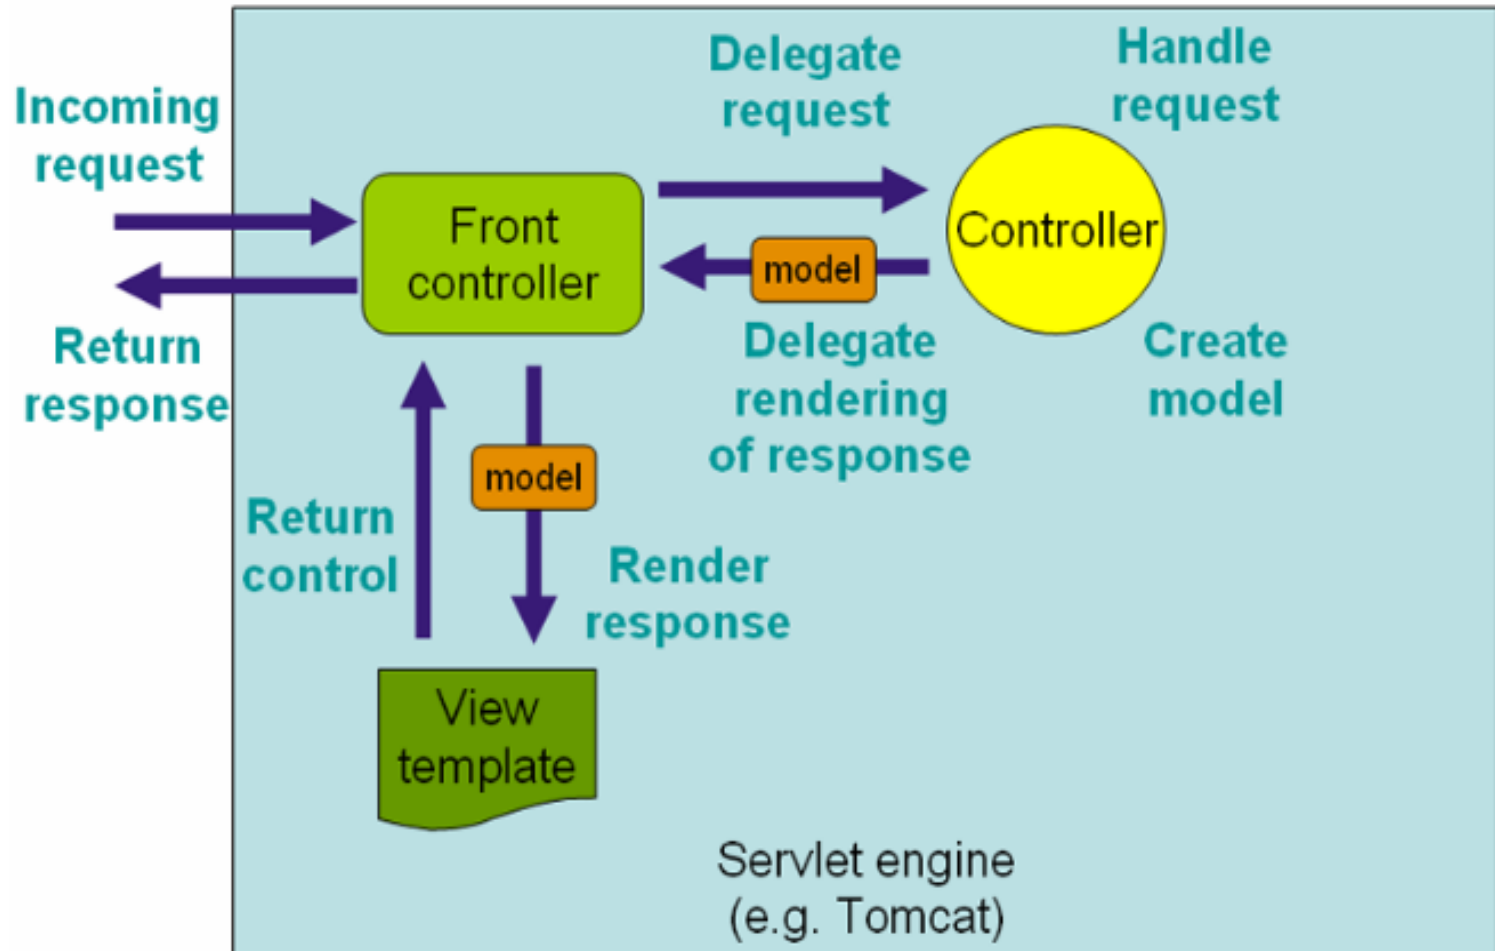 Incoming
request
Return
response
Delegate
request
Handle
request
Front
controller
Controller
model
Delegate
rendering
of response
Create
model
Return
control
model
Render
response
View
template
Servlet engine
(e.g. Tomcat)